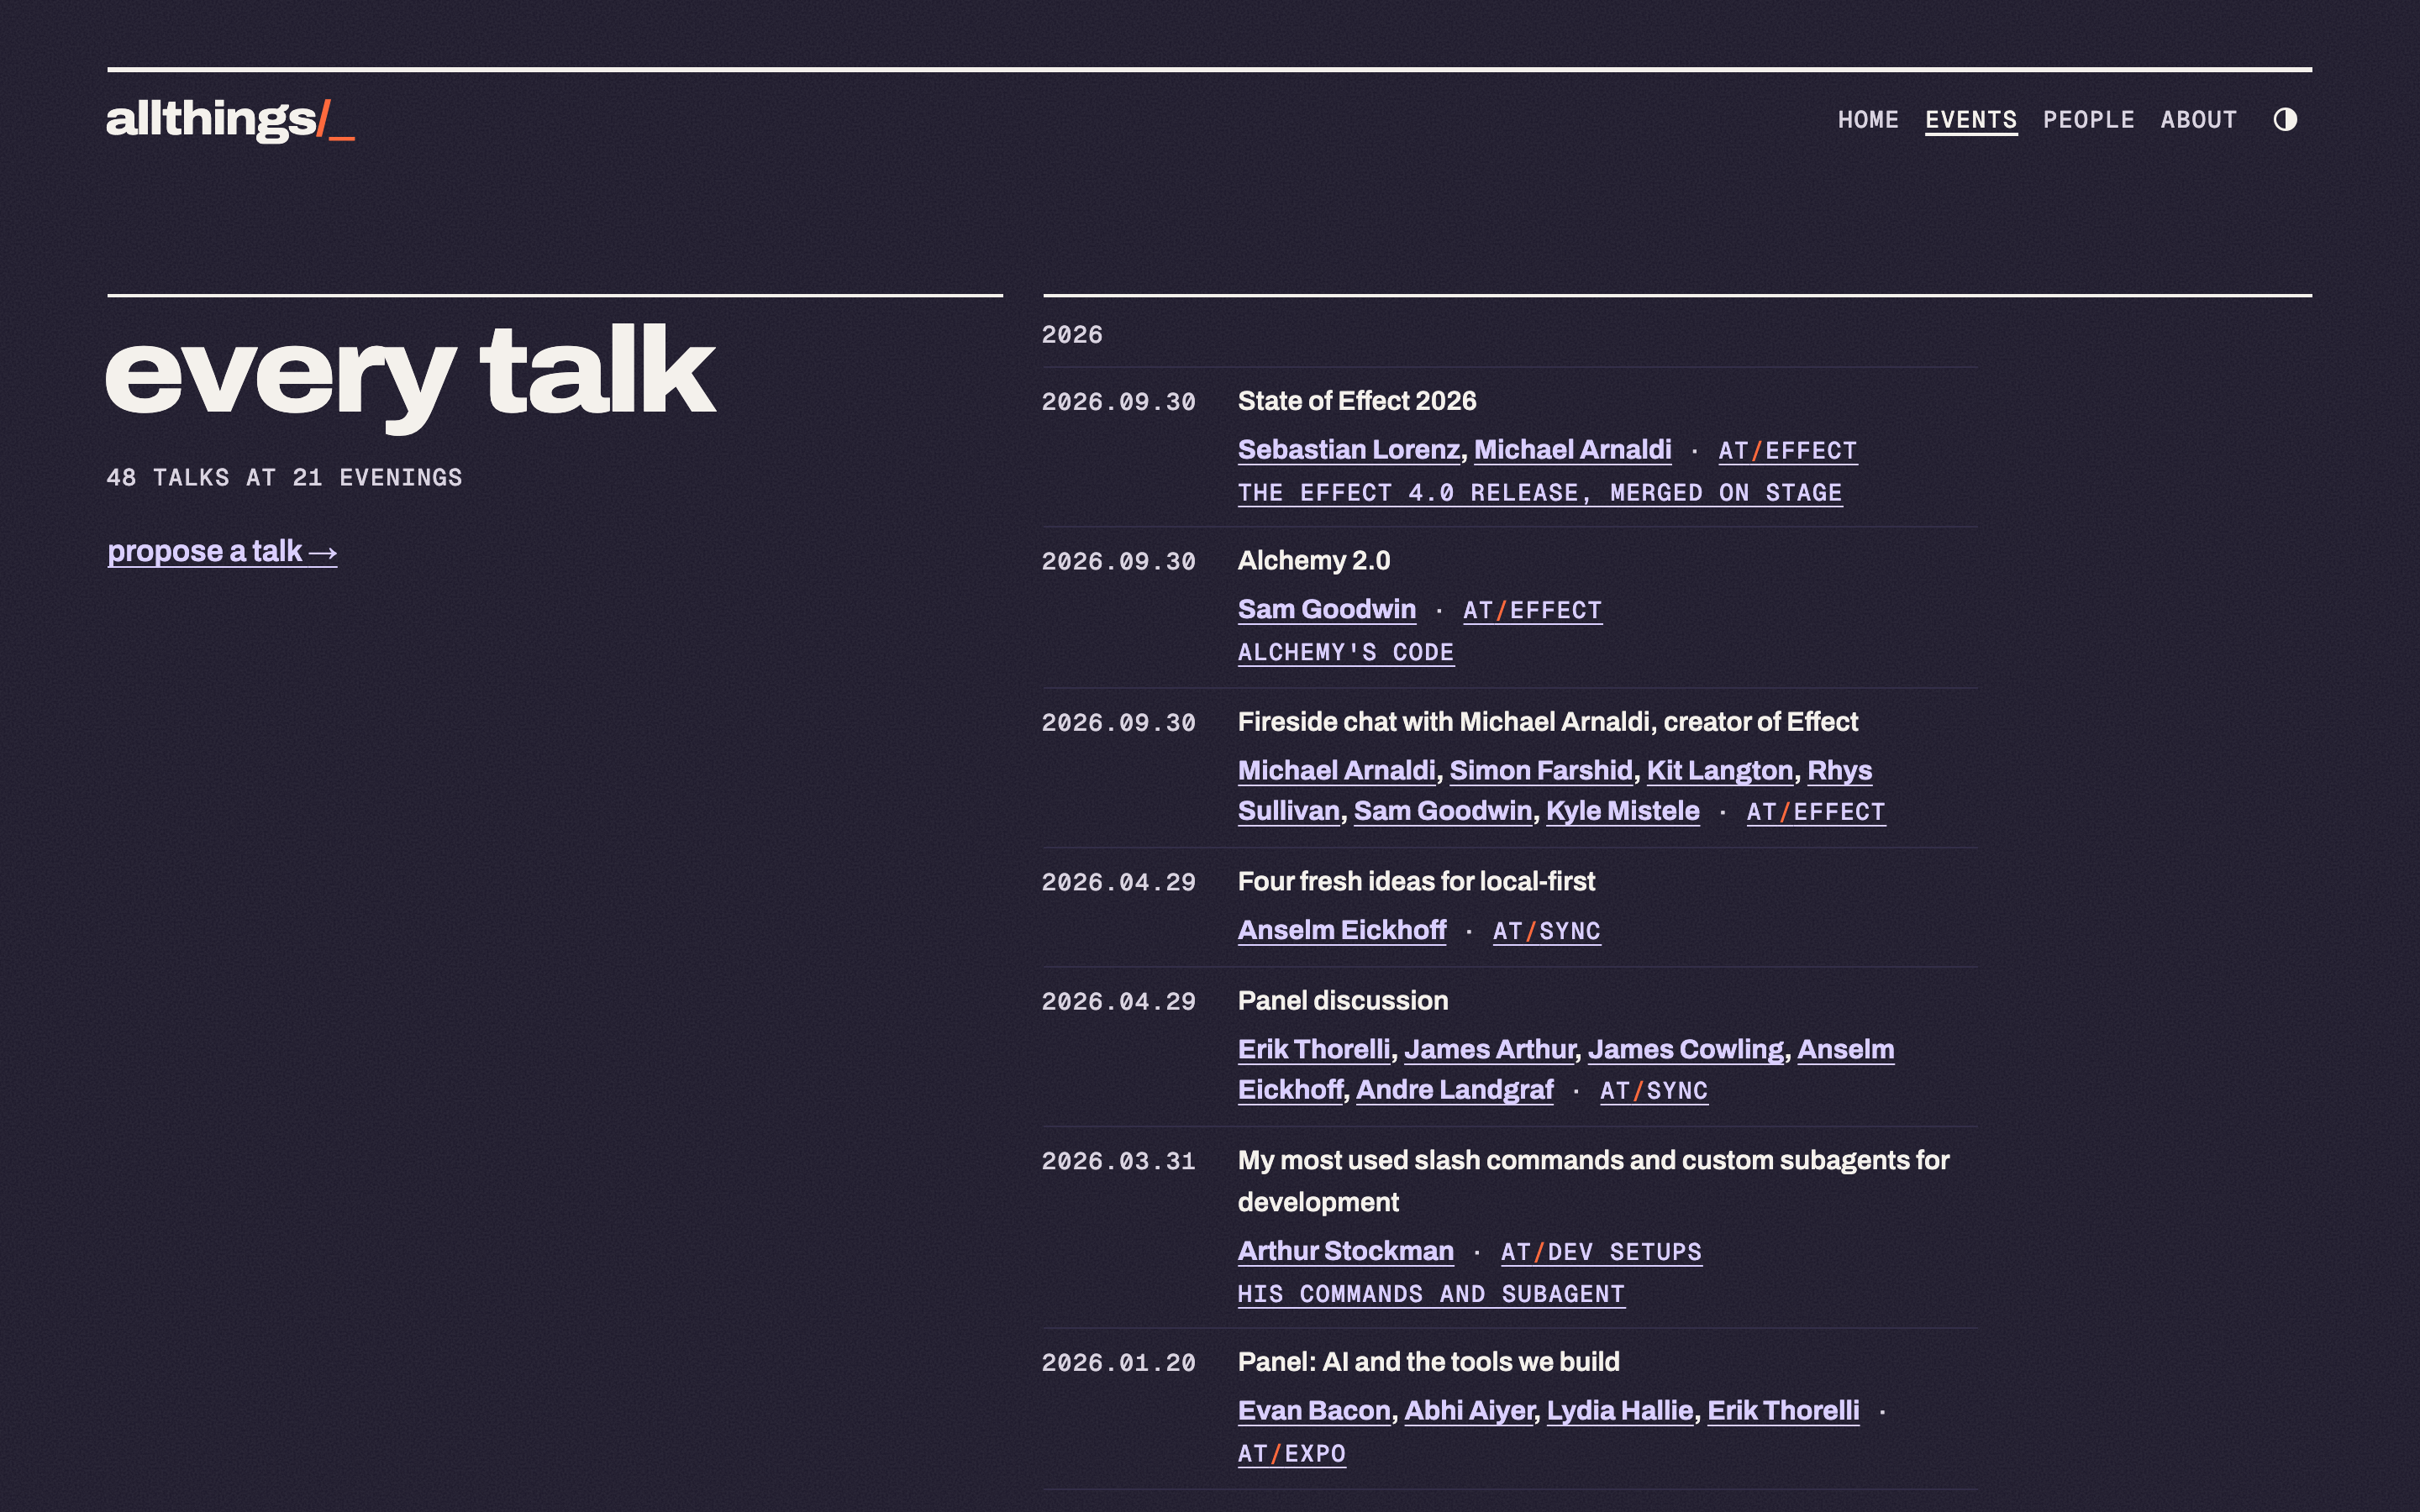 allthings/_
HOME EVENTS PEOPLE ABOUT
every talk
48 TALKS AT 21 EVENINGS
propose a talk →
2026
2026.09.30 State of Effect 2026
Sebastian Lorenz, Michael Arnaldi · AT/EFFECT
THE EFFECT 4.0 RELEASE, MERGED ON STAGE
2026.09.30 Alchemy 2.0
Sam Goodwin · AT/EFFECT
ALCHEMY'S CODE
2026.09.30 Fireside chat with Michael Arnaldi, creator of Effect
Michael Arnaldi, Simon Farshid, Kit Langton, Rhys
Sullivan, Sam Goodwin, Kyle Mistele · AT/EFFECT
2026.04.29 Four fresh ideas for local-first
Anselm Eickhoff · AT/SYNC
2026.04.29 Panel discussion
Erik Thorelli, James Arthur, James Cowling, Anselm
Eickhoff, Andre Landgraf · AT/SYNC
2026.03.31 My most used slash commands and custom subagents for
development
Arthur Stockman · AT/DEV SETUPS
HIS COMMANDS AND SUBAGENT
2026.01.20 Panel: AI and the tools we build
Evan Bacon, Abhi Aiyer, Lydia Hallie, Erik Thorelli ·
AT/EXPO